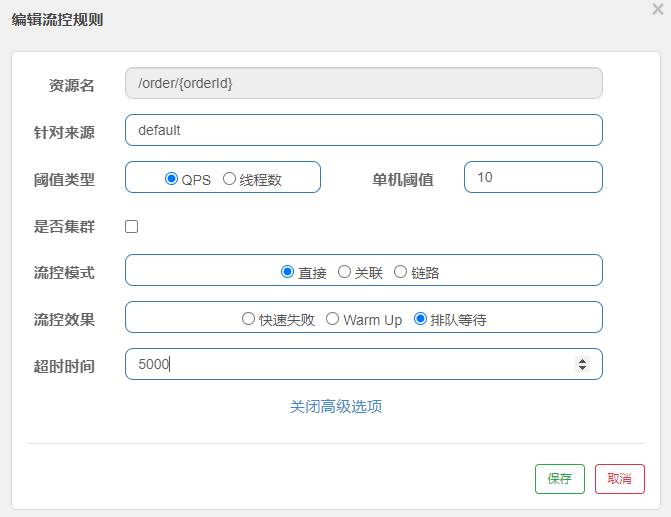 编辑流控规则
×
资源名 /order/{orderId}
针对来源 default
阈值类型 QPS 线程数 单机阈值 10
是否集群
流控模式 直接 关联 链路
流控效果 快速失败 Warm Up 排队等待
超时时间 5000
关闭高级选项
保存 取消